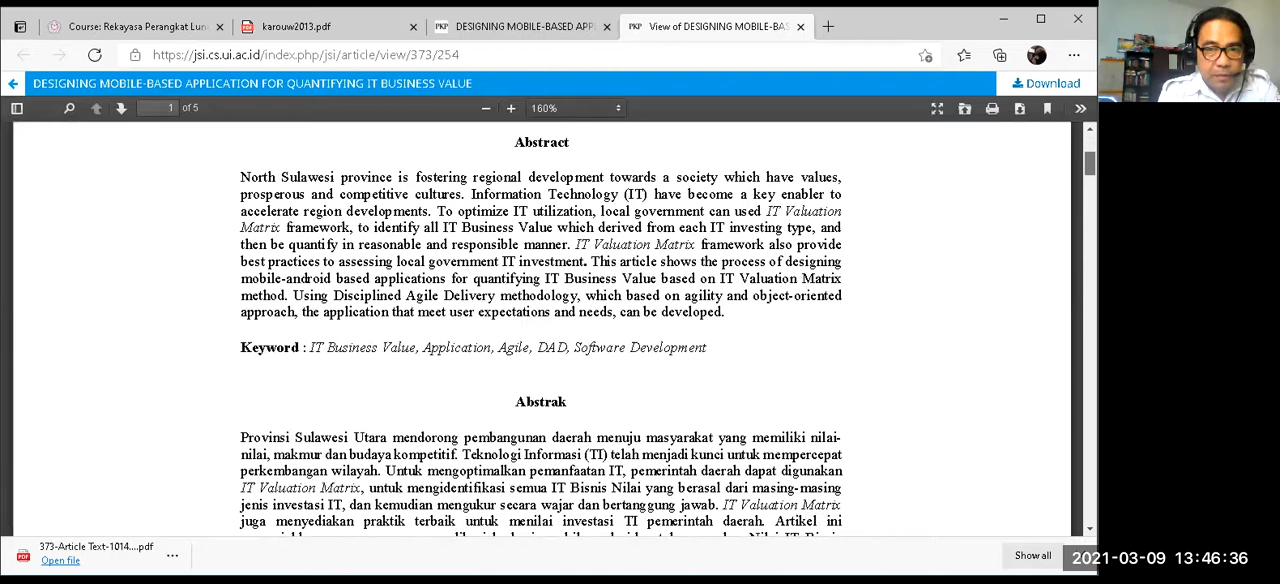 Course: Rekayasa Perangkat Lun
karouw2013.pdf
DESIGNING MOBILE-BASED APPL
View of DESIGNING MOBILE-BASE
https://jsi.cs.ui.ac.id/index.php/jsi/article/view/373/254
DESIGNING MOBILE-BASED APPLICATION FOR QUANTIFYING IT BUSINESS VALUE
Download
1 of 5
160%
Abstract
North Sulawesi province is fostering regional development towards a society which have values,
prosperous and competitive cultures. Information Technology (IT) have become a key enabler to
accelerate region developments. To optimize IT utilization, local government can used IT Valuation
Matrix framework, to identify all IT Business Value which derived from each IT investing type, and
then be quantify in reasonable and responsible manner. IT Valuation Matrix framework also provide
best practices to assessing local government IT investment. This article shows the process of designing
mobile-android based applications for quantifying IT Business Value based on IT Valuation Matrix
method. Using Disciplined Agile Delivery methodology, which based on agility and object-oriented
approach, the application that meet user expectations and needs, can be developed.
Keyword : IT Business Value, Application, Agile, DAD, Software Development
Abstrak
Provinsi Sulawesi Utara mendorong pembangunan daerah menuju masyarakat yang memiliki nilai-
nilai, makmur dan budaya kompetitif. Teknologi Informasi (TI) telah menjadi kunci untuk mempercepat
perkembangan wilayah. Untuk mengoptimalkan pemanfaatan IT, pemerintah daerah dapat digunakan
IT Valuation Matrix, untuk mengidentifikasi semua IT Bisnis Nilai yang berasal dari masing-masing
jenis investasi IT, dan kemudian mengukur secara wajar dan bertanggung jawab. IT Valuation Matrix
juga menyediakan praktik terbaik untuk menilai investasi TI pemerintah daerah. Artikel ini
373-Article Text-1014....pdf
Open file
Show all
2021-03-09 13:46:36